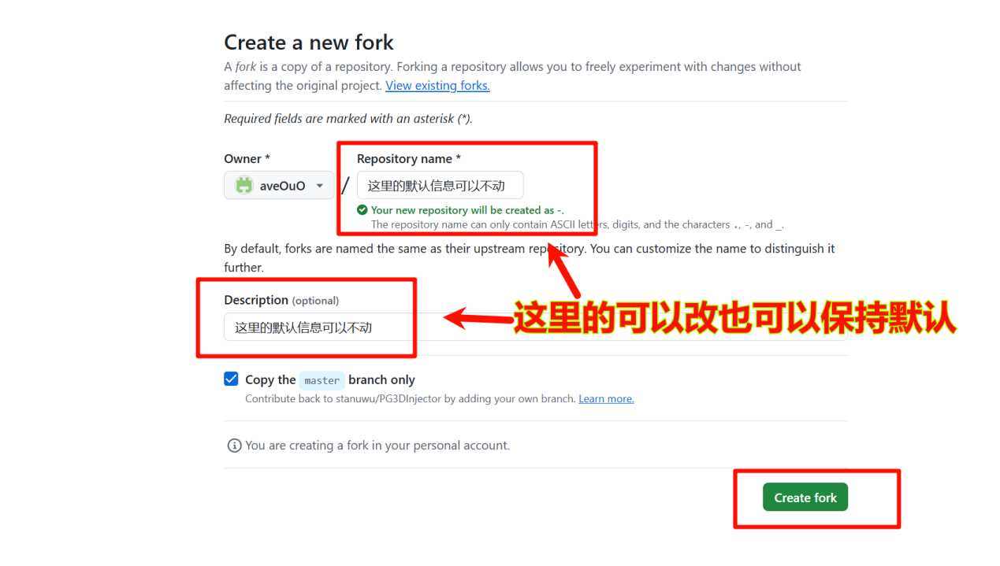 Create a new fork
A fork is a copy of a repository. Forking a repository allows you to freely experiment with changes without
affecting the original project. View existing forks.
Required fields are marked with an asterisk (*).
Owner *
Repository name *
aveOuO
/
这里的默认信息可以不动
Your new repository will be created as -.
The repository name can only contain ASCII letters, digits, and the characters ., -, and _.
By default, forks are named the same as their upstream repository. You can customize the name to distinguish it
further.
Description (optional)
这里的默认信息可以不动
这里的可以改也可以保持默认
Copy the master branch only
Contribute back to stanuwu/PG3DInjector by adding your own branch. Learn more.
You are creating a fork in your personal account.
Create fork